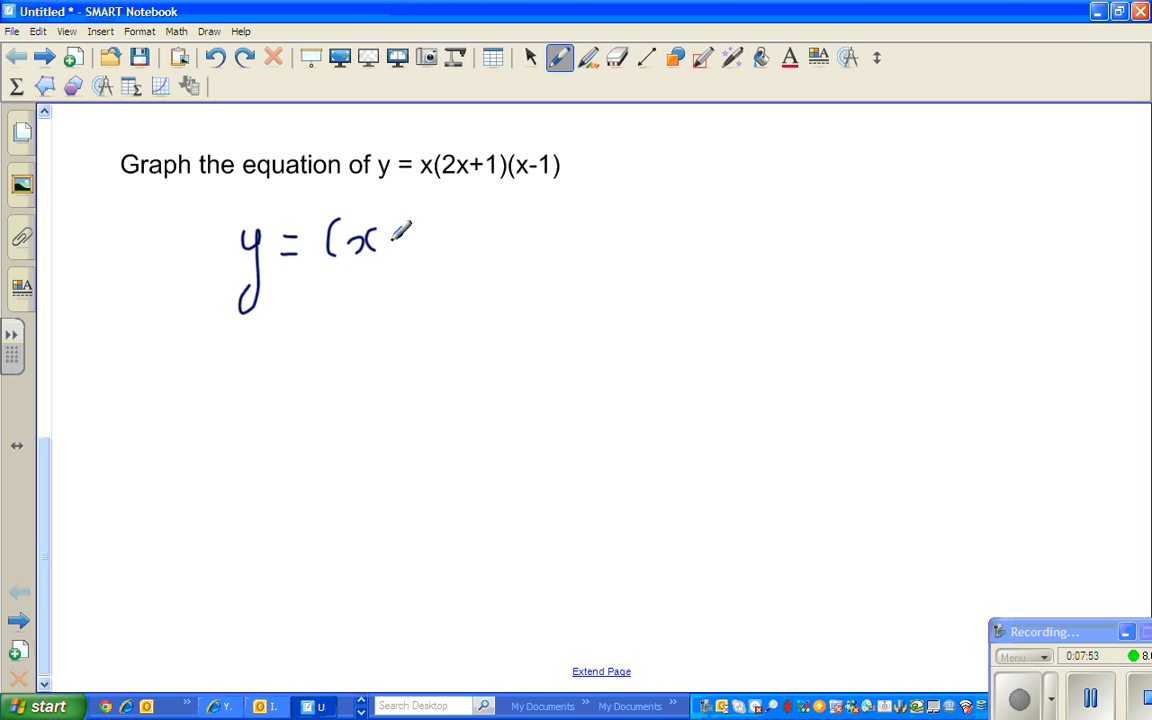 Untitled * - SMART Notebook
File Edit View Insert Format Math Draw Help
Graph the equation of y = x(2x+1)(x-1)
y = (x
Extend Page
Recording...
Menu 0:07:53 8.
start Y. I. U Search Desktop My Documents » My Documents »